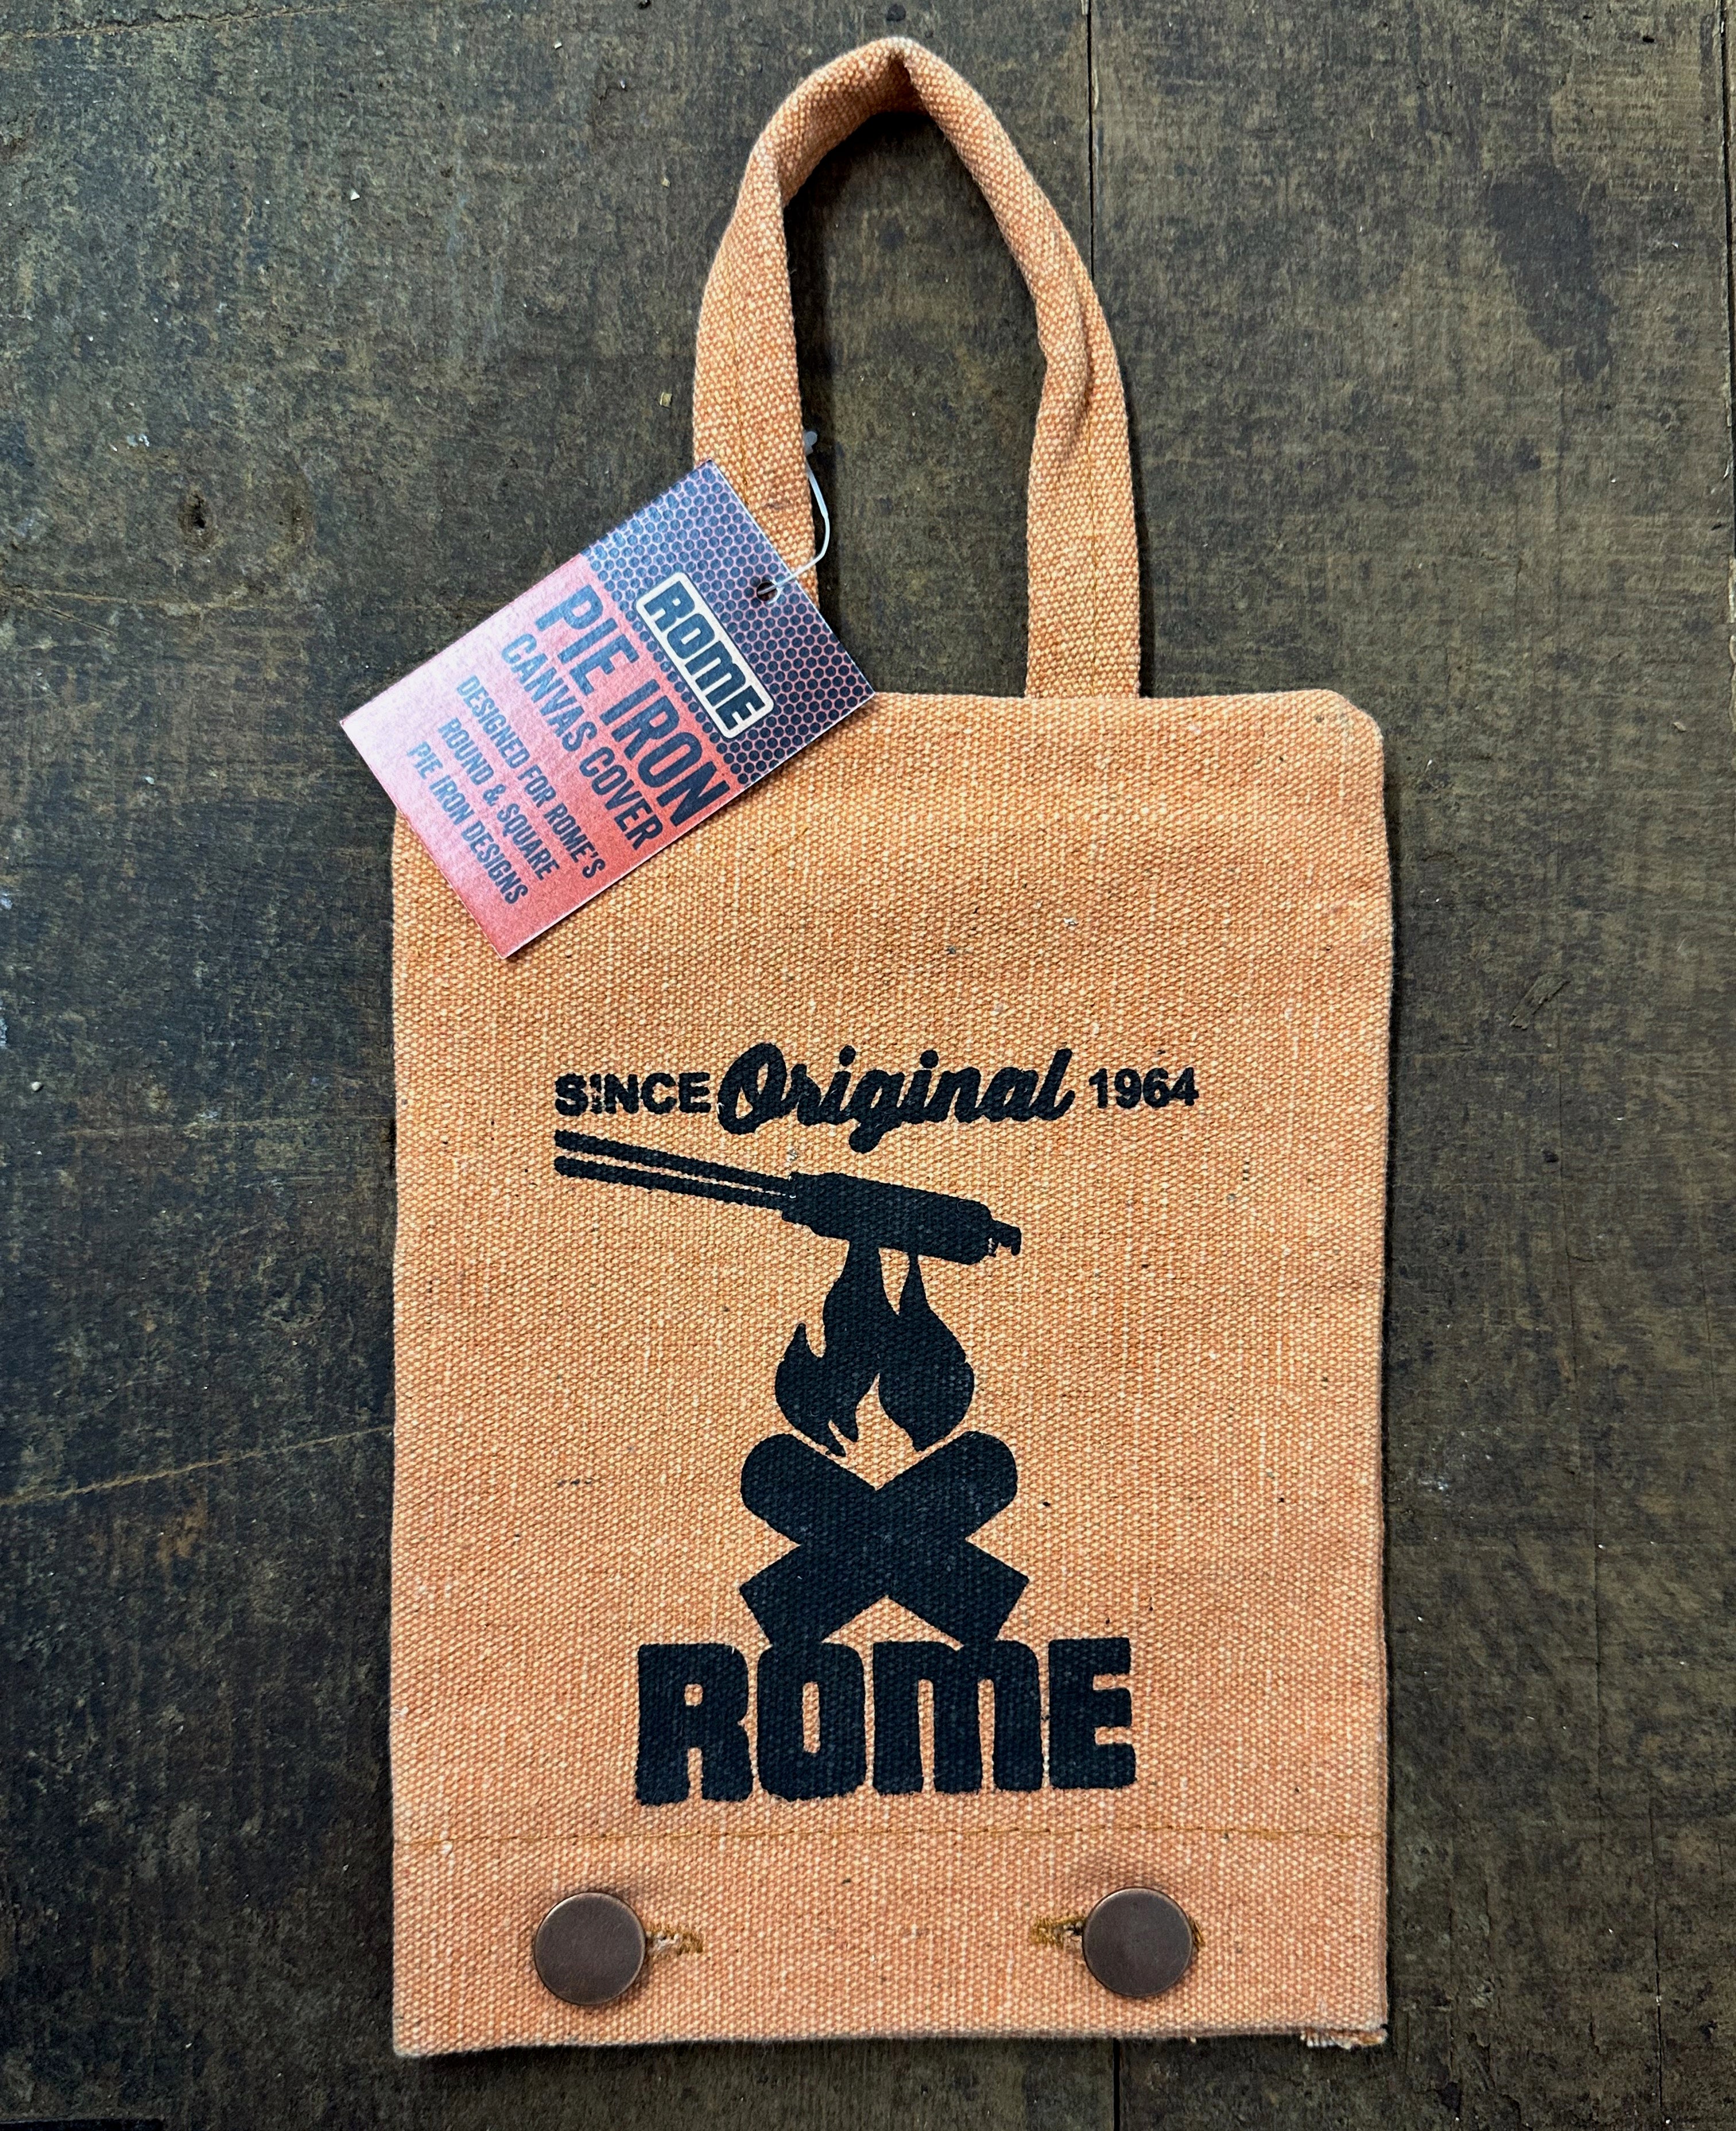 ROME
PIE IRON
CANVAS COVER
DESIGNED FOR ROME'S
ROUND & SQUARE
PIE IRON DESIGNS
SINCE Original 1964
ROME